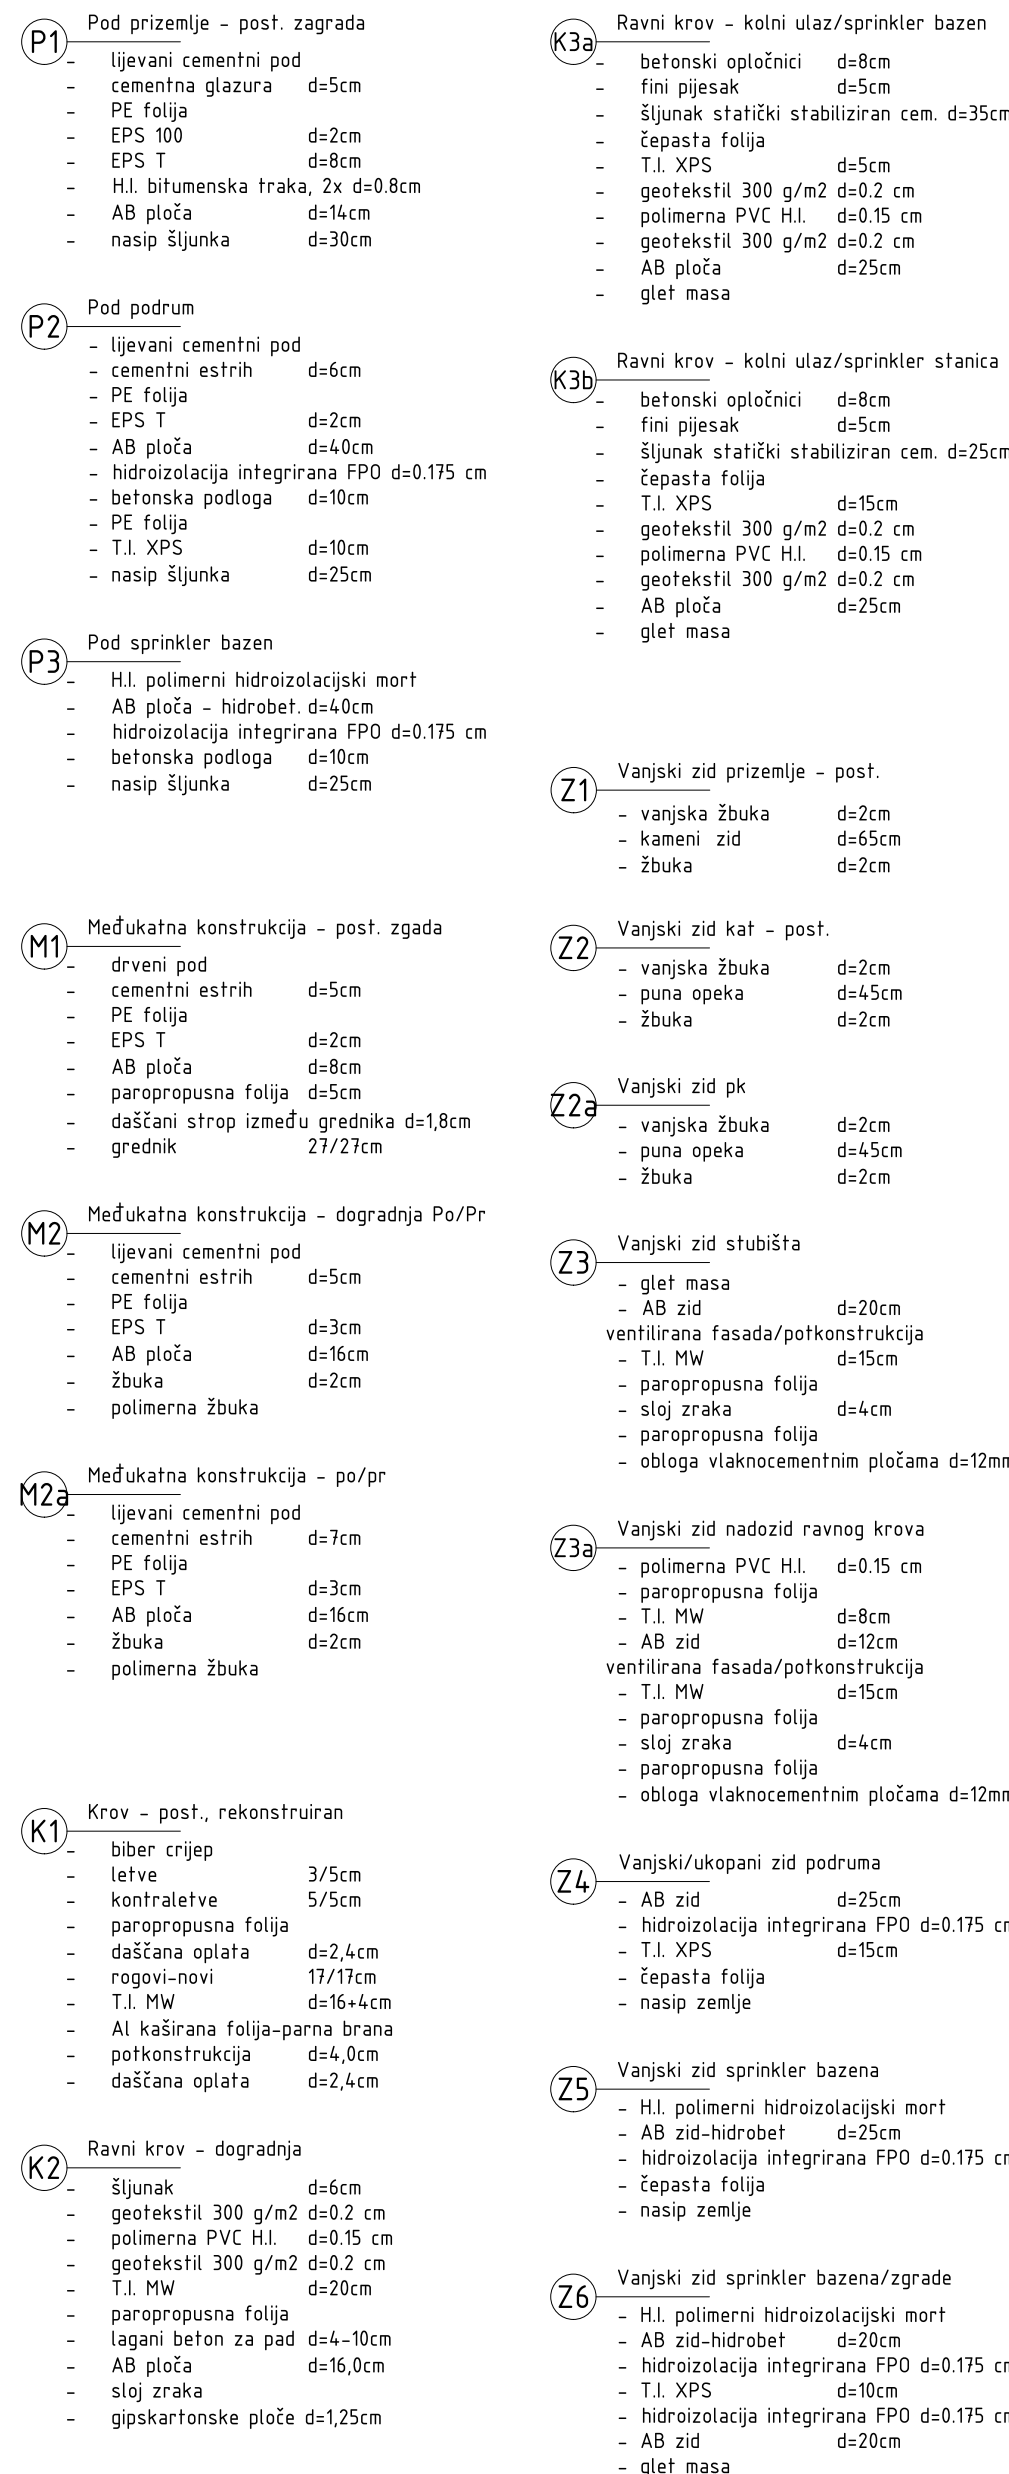 P1
Pod prizemlje - post. zagrada
- lijevani cementni pod
- cementna glazura d=5cm
- PE folija
- EPS 100 d=2cm
- EPS T d=8cm
- H.I. bitumenska traka, 2x d=0.8cm
- AB ploča d=14cm
- nasip šljunka d=30cm
P2
Pod podrum
- lijevani cementni pod
- cementni estrih d=6cm
- PE folija
- EPS T d=2cm
- AB ploča d=40cm
- hidroizolacija integrirana FPO d=0.175 cm
- betonska podloga d=10cm
- PE folija
- T.I. XPS d=10cm
- nasip šljunka d=25cm
P3
Pod sprinkler bazen
- H.I. polimerni hidroizolacijski mort
- AB ploča - hidrobet. d=40cm
- hidroizolacija integrirana FPO d=0.175 cm
- betonska podloga d=10cm
- nasip šljunka d=25cm
M1
Međukatna konstrukcija - post. zgada
- drveni pod
- cementni estrih d=5cm
- PE folija
- EPS T d=2cm
- AB ploča d=8cm
- paropropusna folija d=5cm
- daščani strop između grednika d=1,8cm
- grednik 27/27cm
M2
Međukatna konstrukcija - dogradnja Po/Pr
- lijevani cementni pod
- cementni estrih d=5cm
- PE folija
- EPS T d=3cm
- AB ploča d=16cm
- žbuka d=2cm
- polimerna žbuka
M2a
Međukatna konstrukcija - po/pr
- lijevani cementni pod
- cementni estrih d=7cm
- PE folija
- EPS T d=3cm
- AB ploča d=16cm
- žbuka d=2cm
- polimerna žbuka
K1
Krov - post., rekonstruiran
- biber crijep
- letve 3/5cm
- kontraletve 5/5cm
- paropropusna folija
- daščana oplata d=2,4cm
- rogovi-novi 17/17cm
- T.I. MW d=16+4cm
- Al kaširana folija-parna brana
- potkonstrukcija d=4,0cm
- daščana oplata d=2,4cm
K2
Ravni krov - dogradnja
- šljunak d=6cm
- geotekstil 300 g/m2 d=0.2 cm
- polimerna PVC H.I. d=0.15 cm
- geotekstil 300 g/m2 d=0.2 cm
- T.I. MW d=20cm
- paropropusna folija
- lagani beton za pad d=4-10cm
- AB ploča d=16,0cm
- sloj zraka
- gipskartonske ploče d=1,25cm
K3a
Ravni krov - kolni ulaz/sprinkler bazen
- betonski opločnici d=8cm
- fini pijesak d=5cm
- šljunak statički stabiliziran cem. d=35cm
- čepasta folija
- T.I. XPS d=5cm
- geotekstil 300 g/m2 d=0.2 cm
- polimerna PVC H.I. d=0.15 cm
- geotekstil 300 g/m2 d=0.2 cm
- AB ploča d=25cm
- glet masa
K3b
Ravni krov - kolni ulaz/sprinkler stanica
- betonski opločnici d=8cm
- fini pijesak d=5cm
- šljunak statički stabiliziran cem. d=25cm
- čepasta folija
- T.I. XPS d=15cm
- geotekstil 300 g/m2 d=0.2 cm
- polimerna PVC H.I. d=0.15 cm
- geotekstil 300 g/m2 d=0.2 cm
- AB ploča d=25cm
- glet masa
Z1
Vanjski zid prizemlje - post.
- vanjska žbuka d=2cm
- kameni zid d=65cm
- žbuka d=2cm
Z2
Vanjski zid kat - post.
- vanjska žbuka d=2cm
- puna opeka d=45cm
- žbuka d=2cm
Z2a
Vanjski zid pk
- vanjska žbuka d=2cm
- puna opeka d=45cm
- žbuka d=2cm
Z3
Vanjski zid stubišta
- glet masa
- AB zid d=20cm
ventilirana fasada/potkonstrukcija
- T.I. MW d=15cm
- paropropusna folija
- sloj zraka d=4cm
- paropropusna folija
- obloga vlaknocementnim pločama d=12mm
Z3a
Vanjski zid nadozid ravnog krova
- polimerna PVC H.I. d=0.15 cm
- paropropusna folija
- T.I. MW d=8cm
- AB zid d=12cm
ventilirana fasada/potkonstrukcija
- T.I. MW d=15cm
- paropropusna folija
- sloj zraka d=4cm
- paropropusna folija
- obloga vlaknocementnim pločama d=12mm
Z4
Vanjski/ukopani zid podruma
- AB zid d=25cm
- hidroizolacija integrirana FPO d=0.175 cm
- T.I. XPS d=15cm
- čepasta folija
- nasip zemlje
Z5
Vanjski zid sprinkler bazena
- H.I. polimerni hidroizolacijski mort
- AB zid-hidrobet d=25cm
- hidroizolacija integrirana FPO d=0.175 cm
- čepasta folija
- nasip zemlje
Z6
Vanjski zid sprinkler bazena/zgrade
- H.I. polimerni hidroizolacijski mort
- AB zid-hidrobet d=20cm
- hidroizolacija integrirana FPO d=0.175 cm
- T.I. XPS d=10cm
- hidroizolacija integrirana FPO d=0.175 cm
- AB zid d=20cm
- glet masa